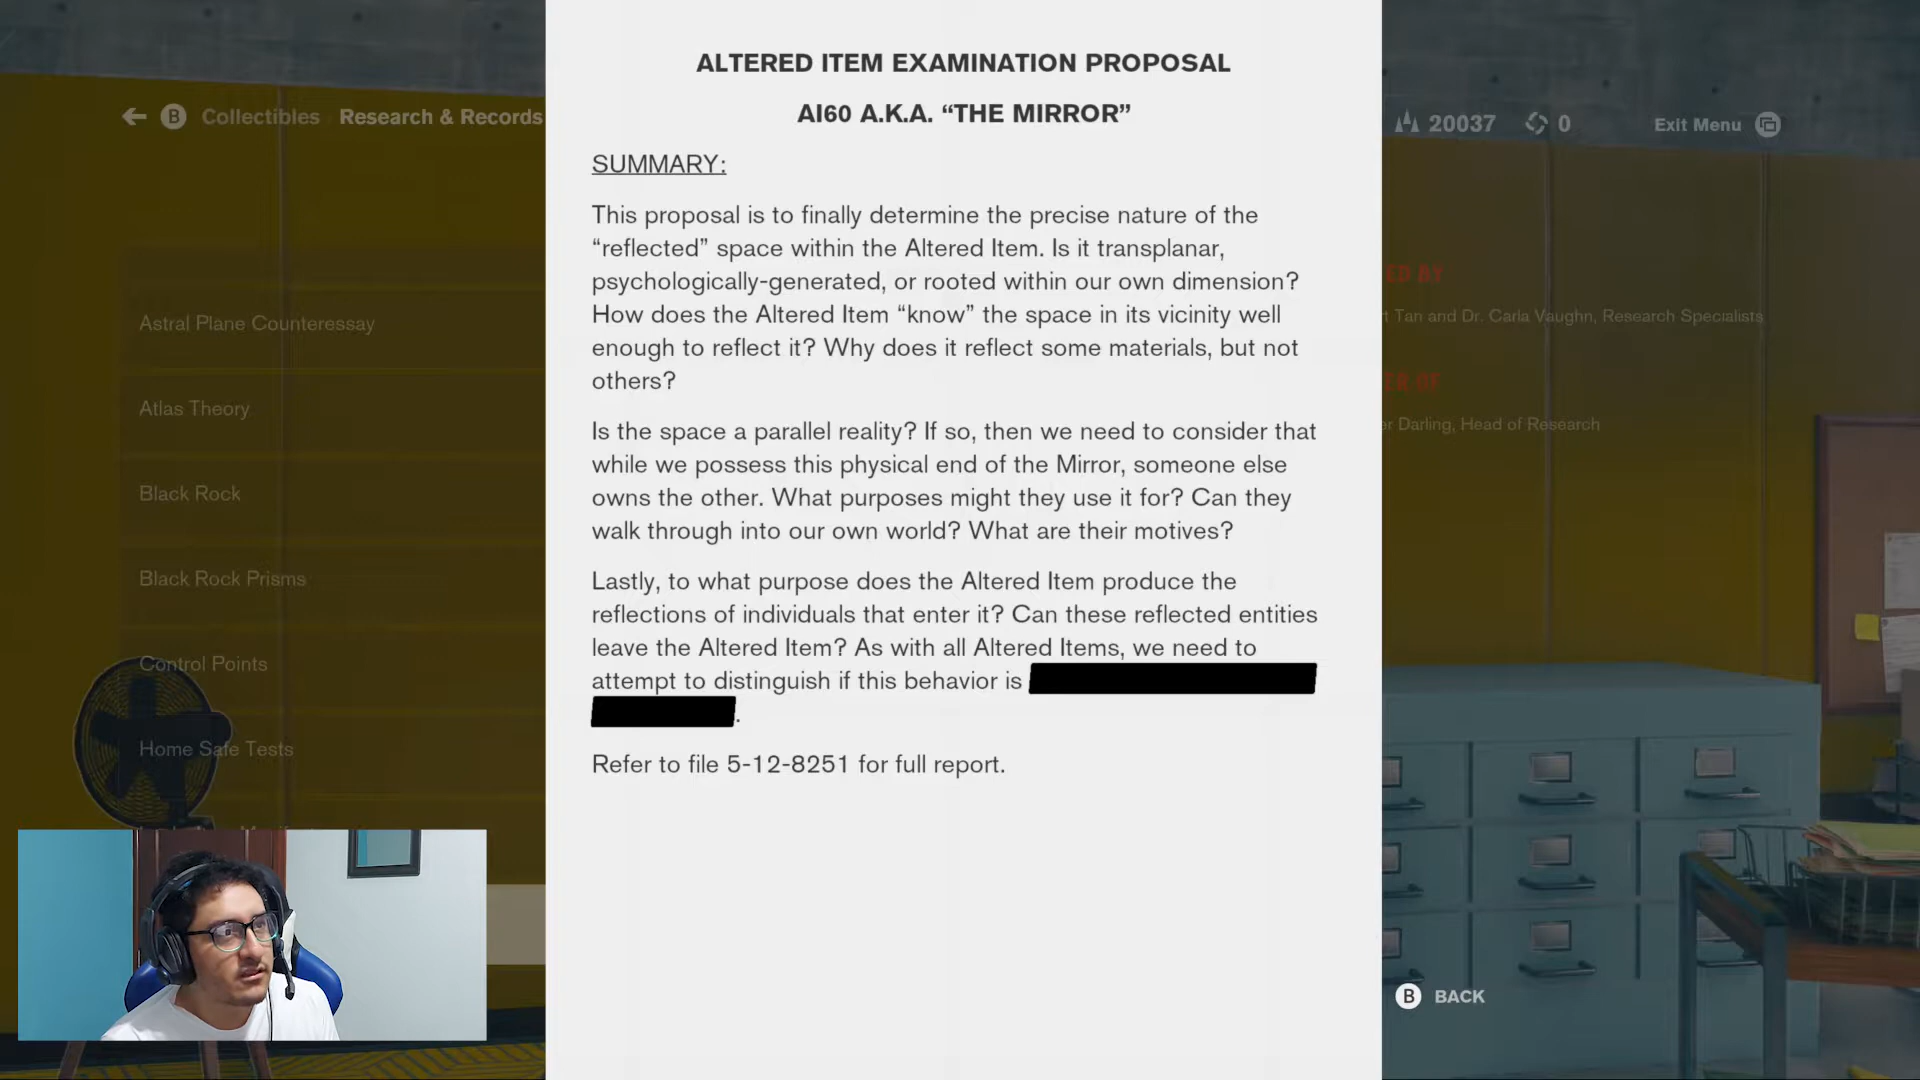 ALTERED ITEM EXAMINATION PROPOSAL
AI60 A.K.A. “THE MIRROR”
B Collectibles Research & Records
20037 0 Exit Menu
SUMMARY:
This proposal is to finally determine the precise nature of the
“reflected” space within the Altered Item. Is it transplanar,
psychologically-generated, or rooted within our own dimension?
How does the Altered Item “know” the space in its vicinity well
enough to reflect it? Why does it reflect some materials, but not
others?
Is the space a parallel reality? If so, then we need to consider that
while we possess this physical end of the Mirror, someone else
owns the other. What purposes might they use it for? Can they
walk through into our own world? What are their motives?
Lastly, to what purpose does the Altered Item produce the
reflections of individuals that enter it? Can these reflected entities
leave the Altered Item? As with all Altered Items, we need to
attempt to distinguish if this behavior is
.
Refer to file 5-12-8251 for full report.
Astral Plane Counteressay
Atlas Theory
Black Rock
Black Rock Prisms
Control Points
Home Safe Tests
ED BY
Tan and Dr. Carla Vaughn, Research Specialists
Darling, Head of Research
B BACK